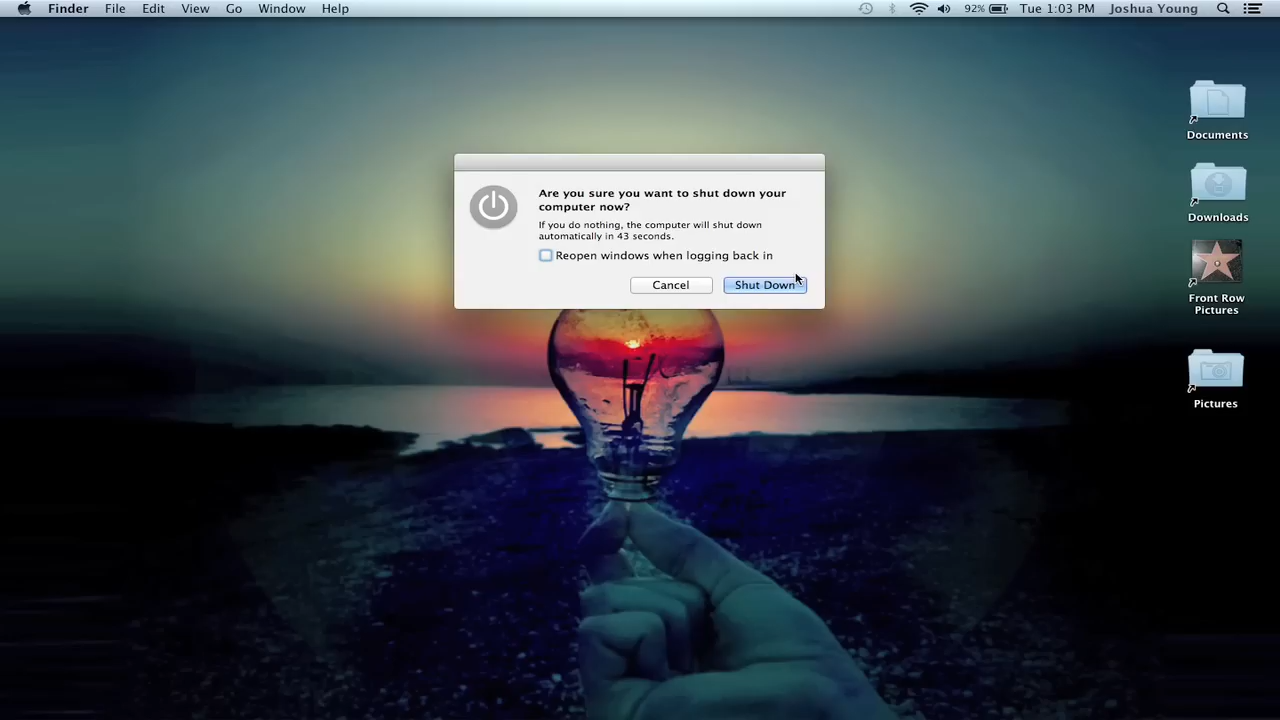 Finder File Edit View Go Window Help 92% Tue 1:03 PM Joshua Young
Are you sure you want to shut down your
computer now?
If you do nothing, the computer will shut down
automatically in 43 seconds.
Reopen windows when logging back in
Cancel Shut Down
Documents
Downloads
Front Row
Pictures
Pictures